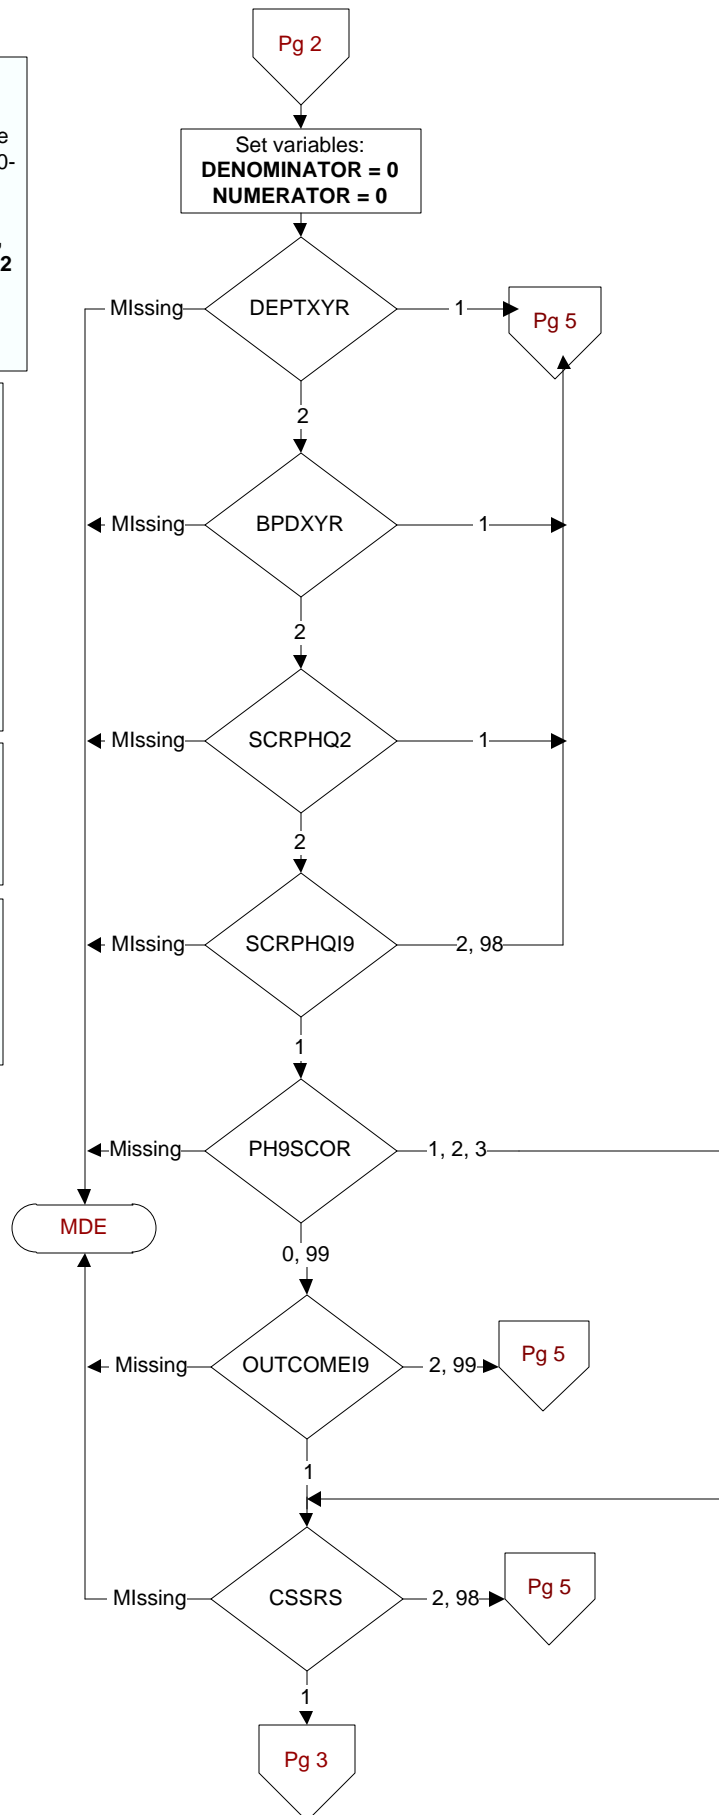 Pg 2
e
0-
,
2
Set variables:
DENOMINATOR = 0
NUMERATOR = 0
MIssing
DEPTXYR
1
Pg 5
2
MIssing
BPDXYR
1
2
MIssing
SCRPHQ2
1
2
MIssing
SCRPHQI9
2, 98
1
Missing
PH9SCOR
1, 2, 3
MDE
0, 99
Missing
OUTCOMEI9
2, 99
Pg 5
1
MIssing
CSSRS
2, 98
Pg 5
1
Pg 3